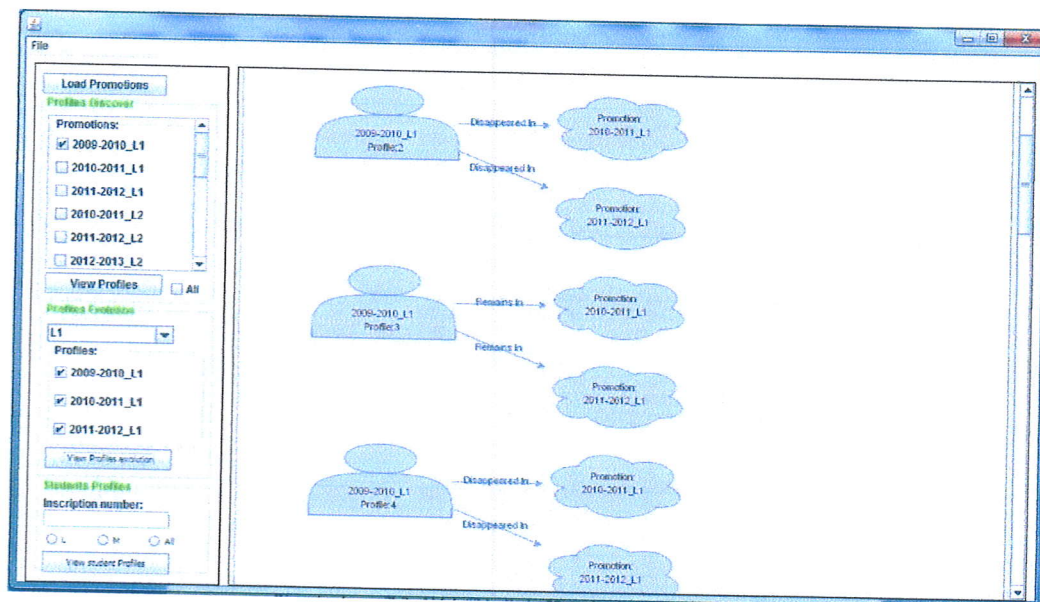 File
Load Promotions
Profiles Discover
Promotions:
2009-2010_L1
2010-2011_L1
2011-2012_L1
2010-2011_L2
2011-2012_L2
2012-2013_L2
View Profiles
All
Profiles Evolution
L1
Profiles:
2009-2010_L1
2010-2011_L1
2011-2012_L1
View Profiles evolution
Students Profiles
Inscription number:
L
M
All
View student Profiles
2009-2010_L1
Profile:2
Disappeared In
Promotion:
2010-2011_L1
Disappeared In
Promotion:
2011-2012_L1
2009-2010_L1
Profile:3
Remains In
Promotion:
2010-2011_L1
Remains In
Promotion:
2011-2012_L1
2009-2010_L1
Profile:4
Disappeared In
Promotion:
2010-2011_L1
Disappeared In
Promotion:
2011-2012_L1